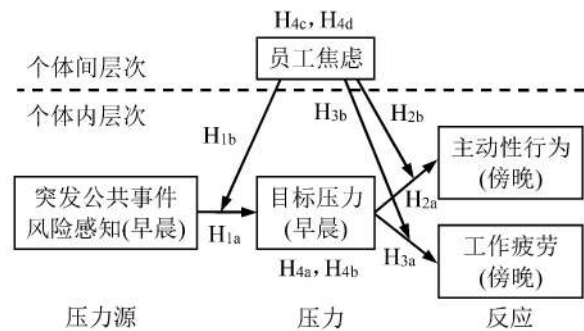 H4c, H4d
员工焦虑
个体间层次
个体内层次
H3b
H2b
H1b
主动性行为
(傍晚)
突发公共事件
风险感知(早晨)
目标压力
(早晨)
H2a
H1a
H3a
工作疲劳
(傍晚)
H4a, H4b
压力源
压力
反应